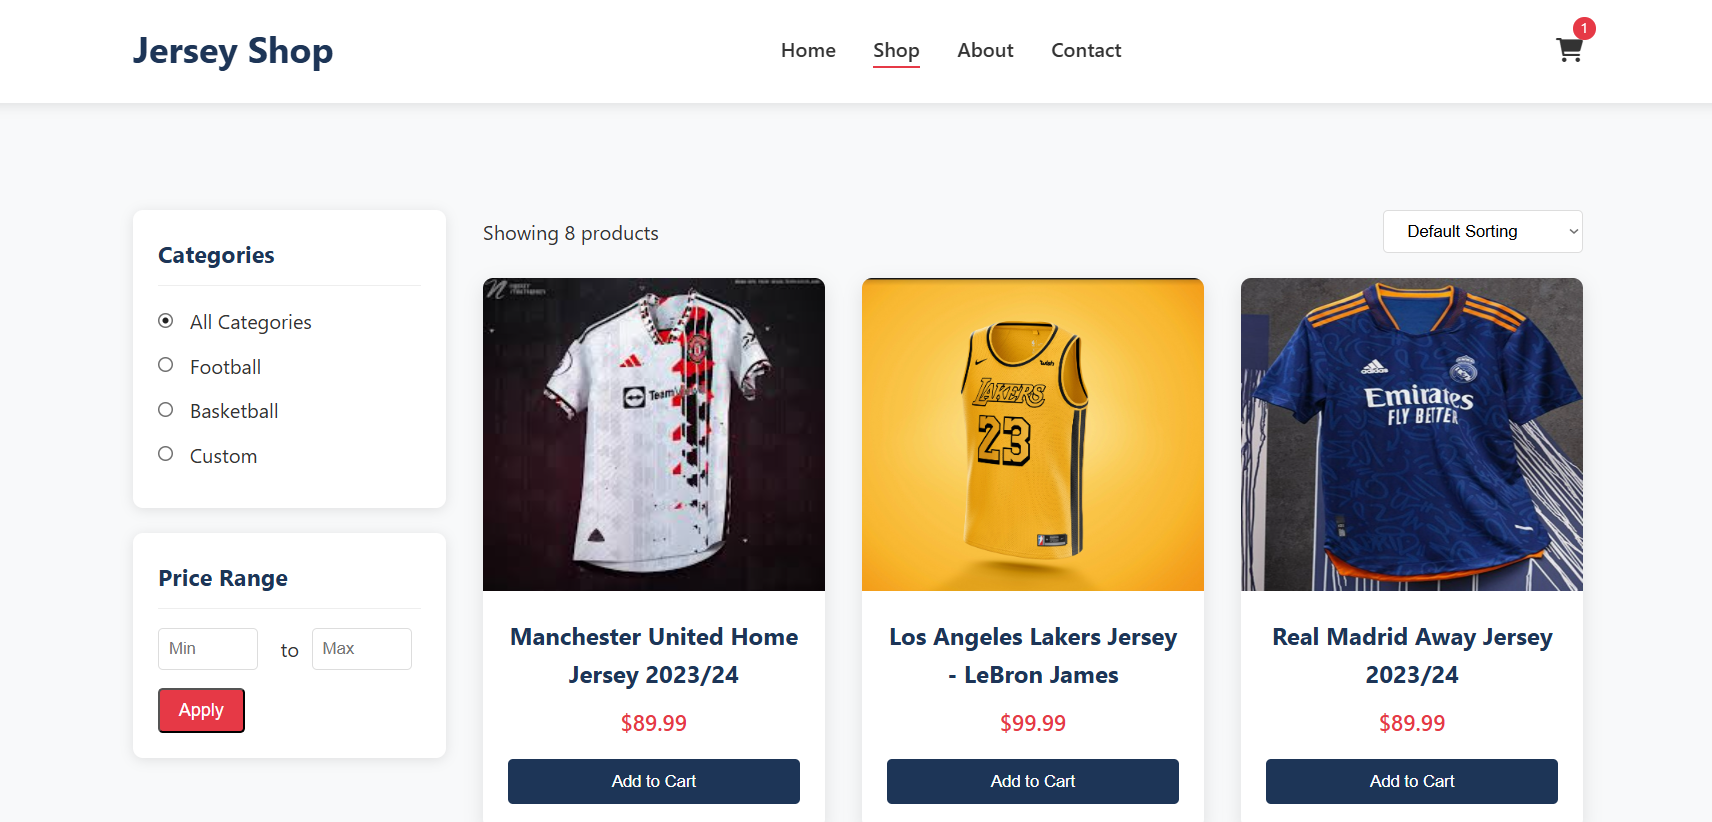 Jersey Shop
Home
Shop
About
Contact
1
Categories
All Categories
Football
Basketball
Custom
Price Range
Min
to
Max
Apply
Showing 8 products
Default Sorting
Manchester United Home
Jersey 2023/24
$89.99
Add to Cart
LAKERS
23
Los Angeles Lakers Jersey
- LeBron James
$99.99
Add to Cart
adidas
Emirates
FLY BETTER
Real Madrid Away Jersey
2023/24
$89.99
Add to Cart